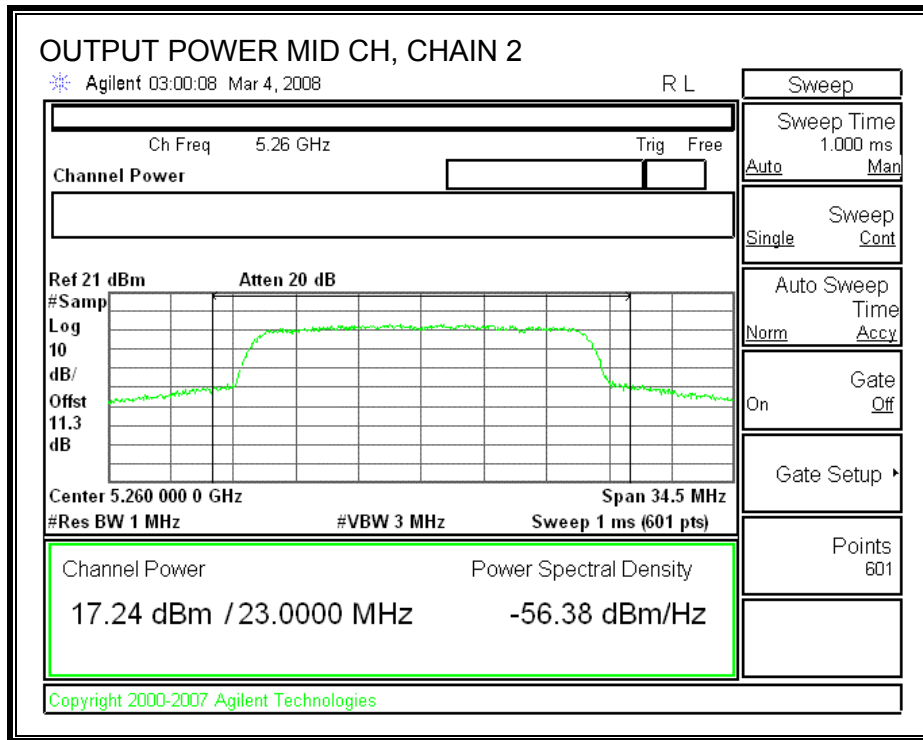 OUTPUT POWER MID CH, CHAIN 2
Agilent 03:00:08 Mar 4, 2008 R L
Ch Freq 5.26 GHz Trig Free
Channel Power
Ref 21 dBm Atten 20 dB
#Samp
Log
10
dB/
Offst
11.3
dB
Center 5.260 000 0 GHz Span 34.5 MHz
#Res BW 1 MHz #VBW 3 MHz Sweep 1 ms (601 pts)
Channel Power Power Spectral Density
17.24 dBm / 23.0000 MHz -56.38 dBm/Hz
Copyright 2000-2007 Agilent Technologies
Sweep
Sweep Time
1.000 ms
Auto Man
Sweep
Single Cont
Auto Sweep
Time
Norm Accy
Gate
On Off
Gate Setup
Points
601